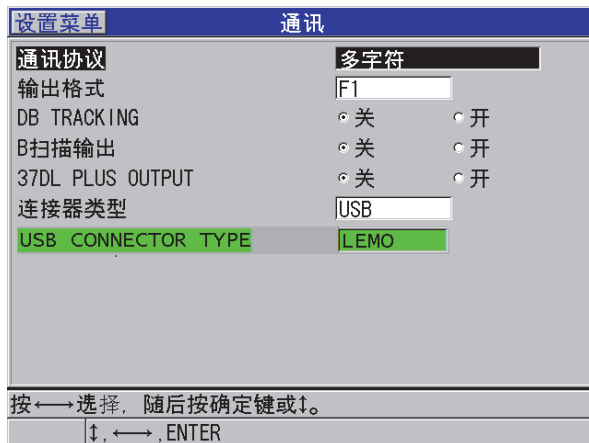 设置菜单 通讯
通讯协议 多字符
输出格式 F1
DB TRACKING 关 开
B扫描输出 关 开
37DL PLUS OUTPUT 关 开
连接器类型 USB
USB CONNECTOR TYPE LEMO
按←→选择, 随后按确定键或↕。
↕,←→,ENTER